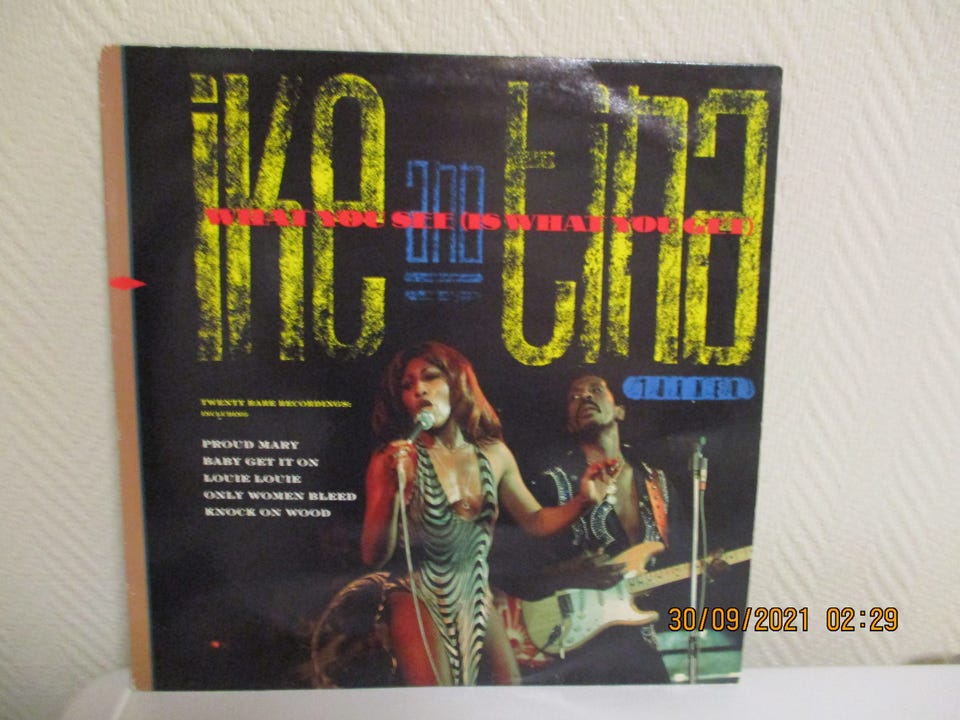 ike and tina
WHAT YOU SEE (IS WHAT YOU GET)
TURNER
TWENTY RARE RECORDINGS:
INCLUDING
PROUD MARY
BABY GET IT ON
LOUIE LOUIE
ONLY WOMEN BLEED
KNOCK ON WOOD
30/09/2021 02:29